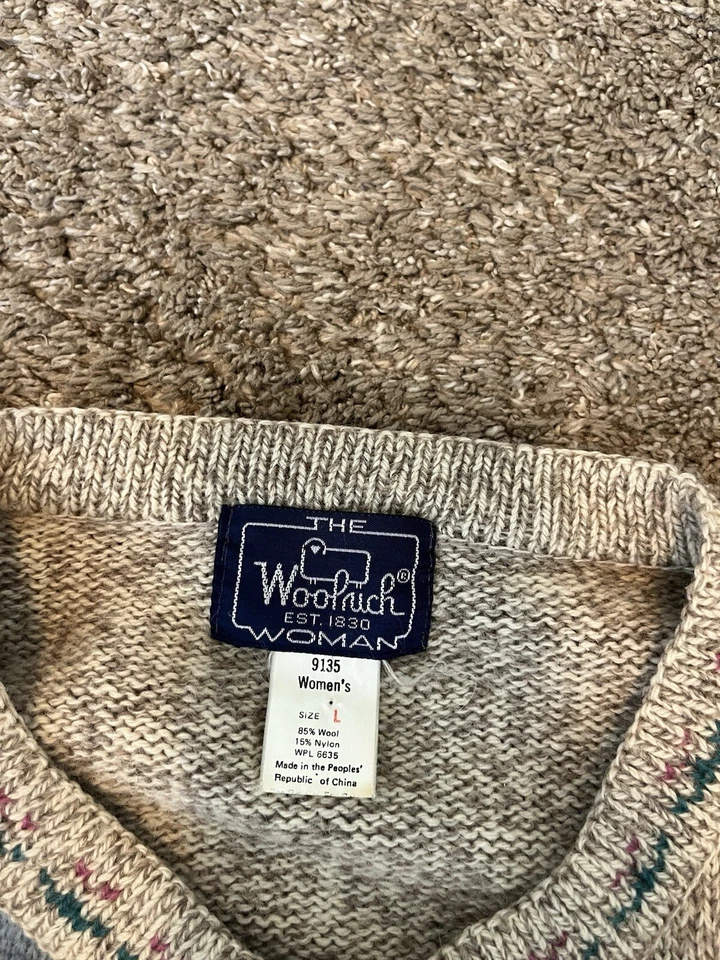 THE
Woolrich®
EST. 1830
WOMAN
9135
Women's
SIZE L
85% Wool
15% Nylon
WPL 6635
Made in the Peoples'
Republic of China